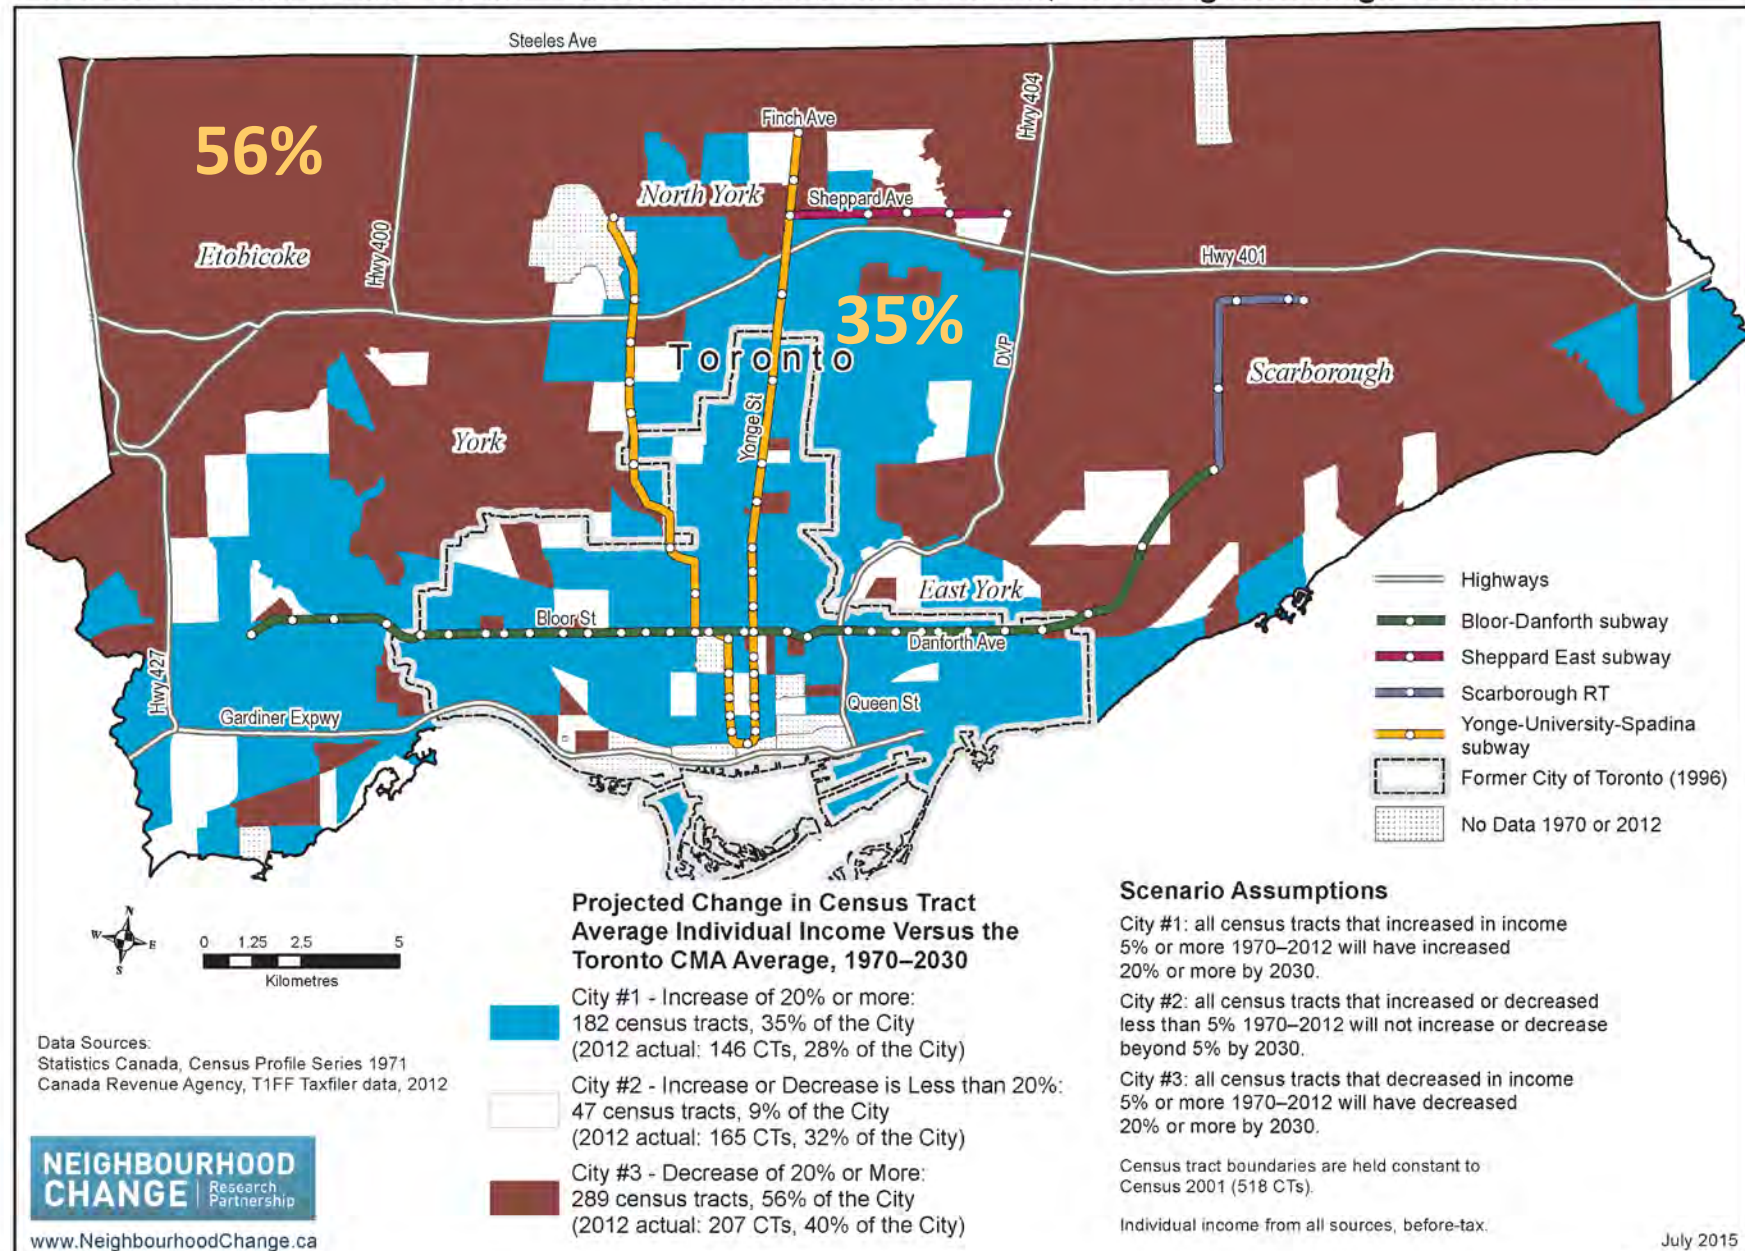 Steeles Ave
56%
Finch Ave
Hwy 404
North York
Sheppard Ave
Hwy 400
Etobicoke
Hwy 401
35%
Toronto
DVP
Scarborough
Yonge St
York
East York
Bloor St
Danforth Ave
Hwy 427
Queen St
Gardiner Expwy
Highways
Bloor-Danforth subway
Sheppard East subway
Scarborough RT
Yonge-University-Spadina
subway
Former City of Toronto (1996)
No Data 1970 or 2012
N
W
E
S
0 1.25 2.5 5
Kilometres
Data Sources:
Statistics Canada, Census Profile Series 1971
Canada Revenue Agency, T1FF Taxfiler data, 2012
NEIGHBOURHOOD
CHANGE Research
Partnership
www.NeighbourhoodChange.ca
Projected Change in Census Tract
Average Individual Income Versus the
Toronto CMA Average, 1970–2030
City #1 - Increase of 20% or more:
182 census tracts, 35% of the City
(2012 actual: 146 CTs, 28% of the City)
City #2 - Increase or Decrease is Less than 20%:
47 census tracts, 9% of the City
(2012 actual: 165 CTs, 32% of the City)
City #3 - Decrease of 20% or More:
289 census tracts, 56% of the City
(2012 actual: 207 CTs, 40% of the City)
Scenario Assumptions
City #1: all census tracts that increased in income
5% or more 1970–2012 will have increased
20% or more by 2030.
City #2: all census tracts that increased or decreased
less than 5% 1970–2012 will not increase or decrease
beyond 5% by 2030.
City #3: all census tracts that decreased in income
5% or more 1970–2012 will have decreased
20% or more by 2030.
Census tract boundaries are held constant to
Census 2001 (518 CTs).
Individual income from all sources, before-tax.
July 2015